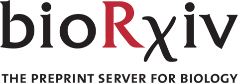 bioRχiv
THE PREPRINT SERVER FOR BIOLOGY